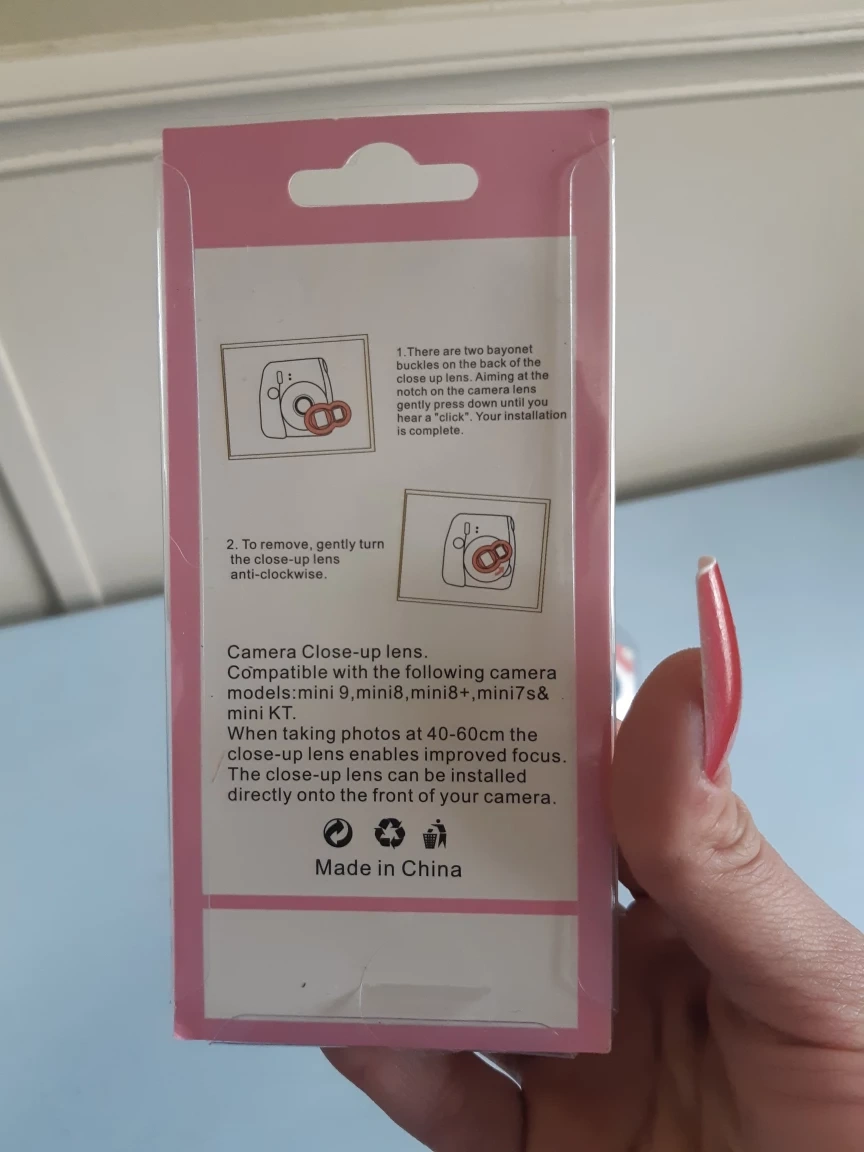 1.There are two bayonet
buckles on the back of the
close up lens. Aiming at the
notch on the camera lens
gently press down until you
hear a "click". Your installation
is complete.
2. To remove, gently turn
the close-up lens
anti-clockwise.
Camera Close-up lens.
Compatible with the following camera
models:mini 9,mini8,mini8+,mini7s&
mini KT.
When taking photos at 40-60cm the
close-up lens enables improved focus.
The close-up lens can be installed
directly onto the front of your camera.
Made in China